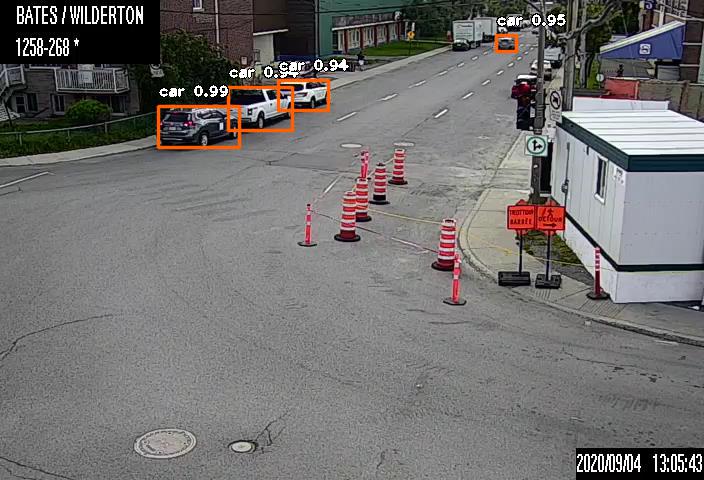 BATES / WILDERTON
1258-268 *
car 0.95
car 0.94
car 0.94
car 0.99
TROTTOIR
BARRÉE
DÉTOUR
2020/09/04 13:05:43